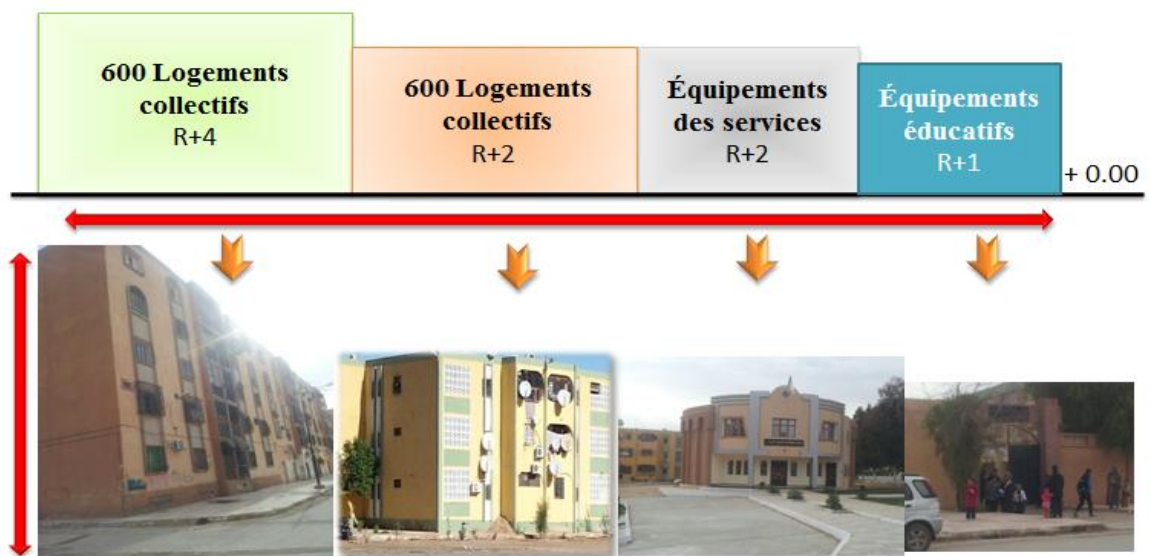 600 Logements
collectifs
R+4
600 Logements
collectifs
R+2
Équipements
des services
R+2
Équipements
éducatifs
R+1
+ 0.00